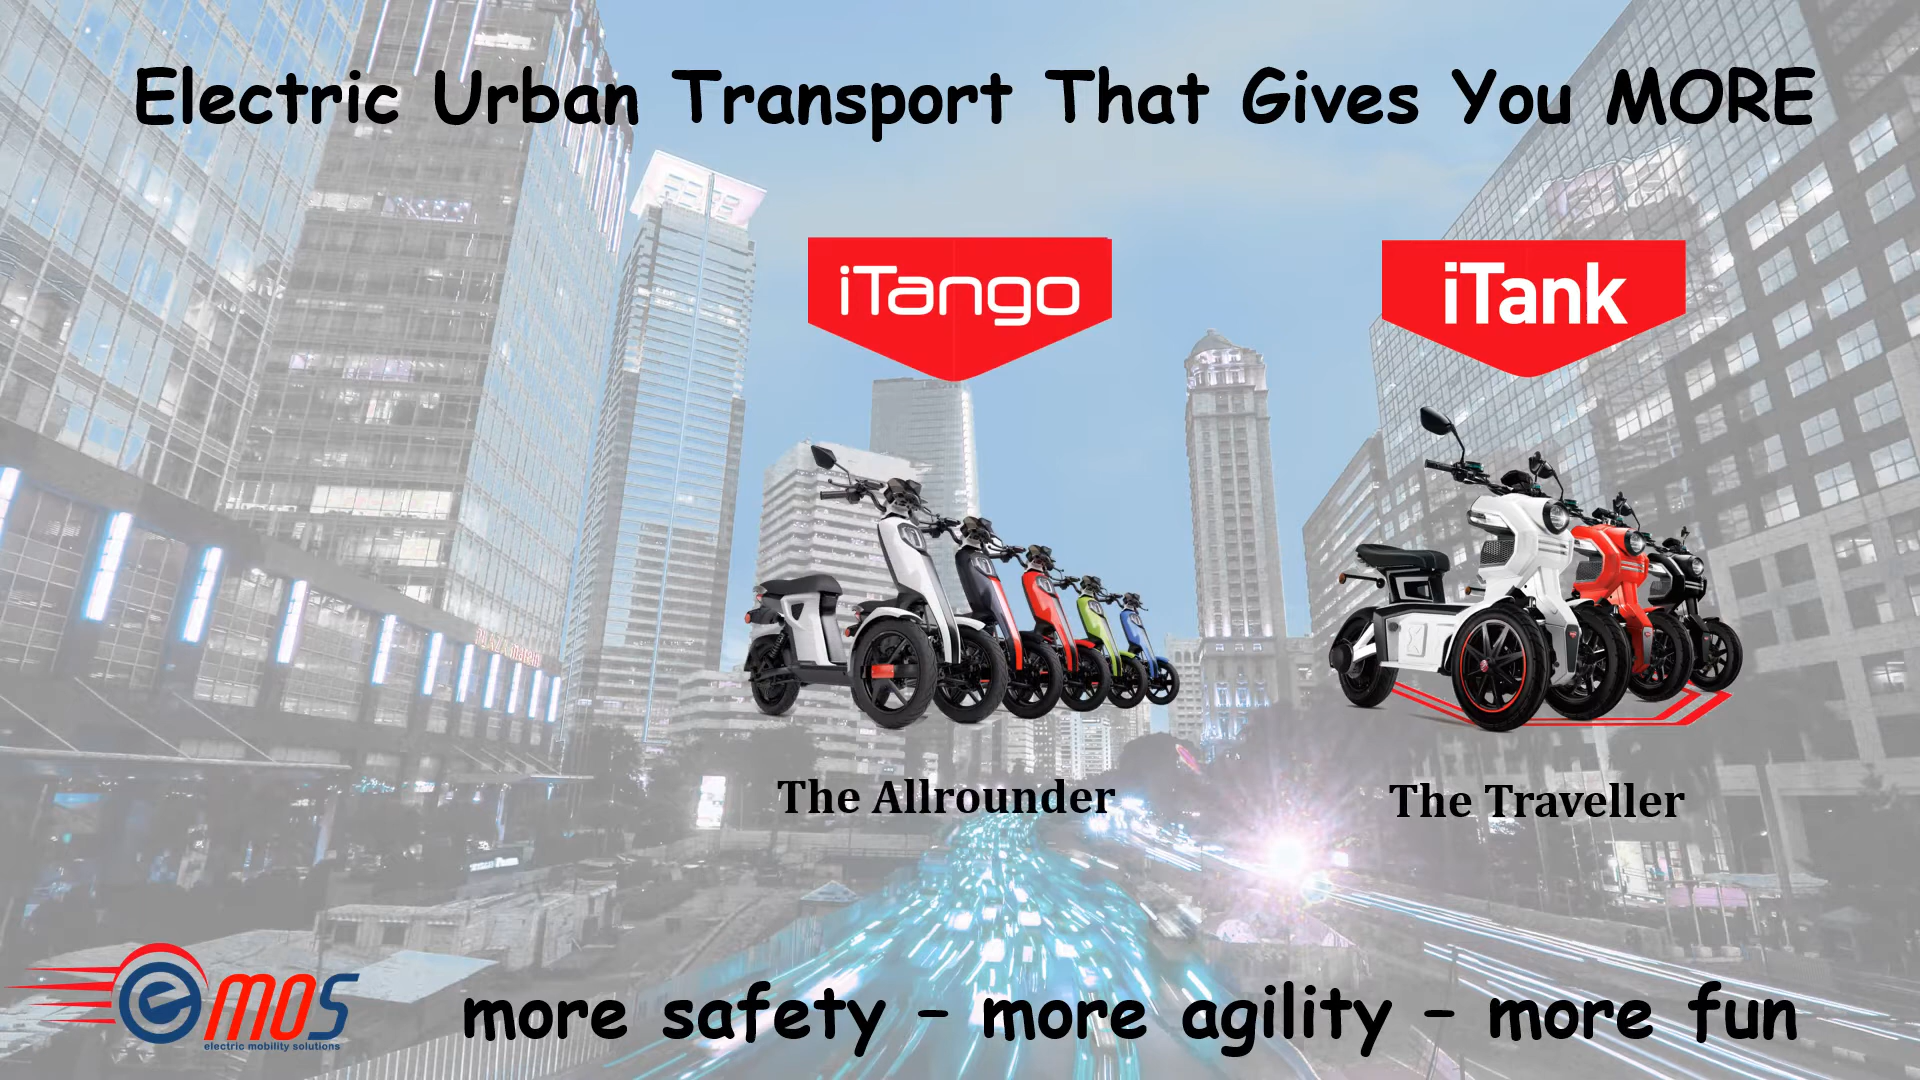 Electric Urban Transport That Gives You MORE
iTango
iTank
The Allrounder
The Traveller
emos
electric mobility solutions
more safety – more agility – more fun